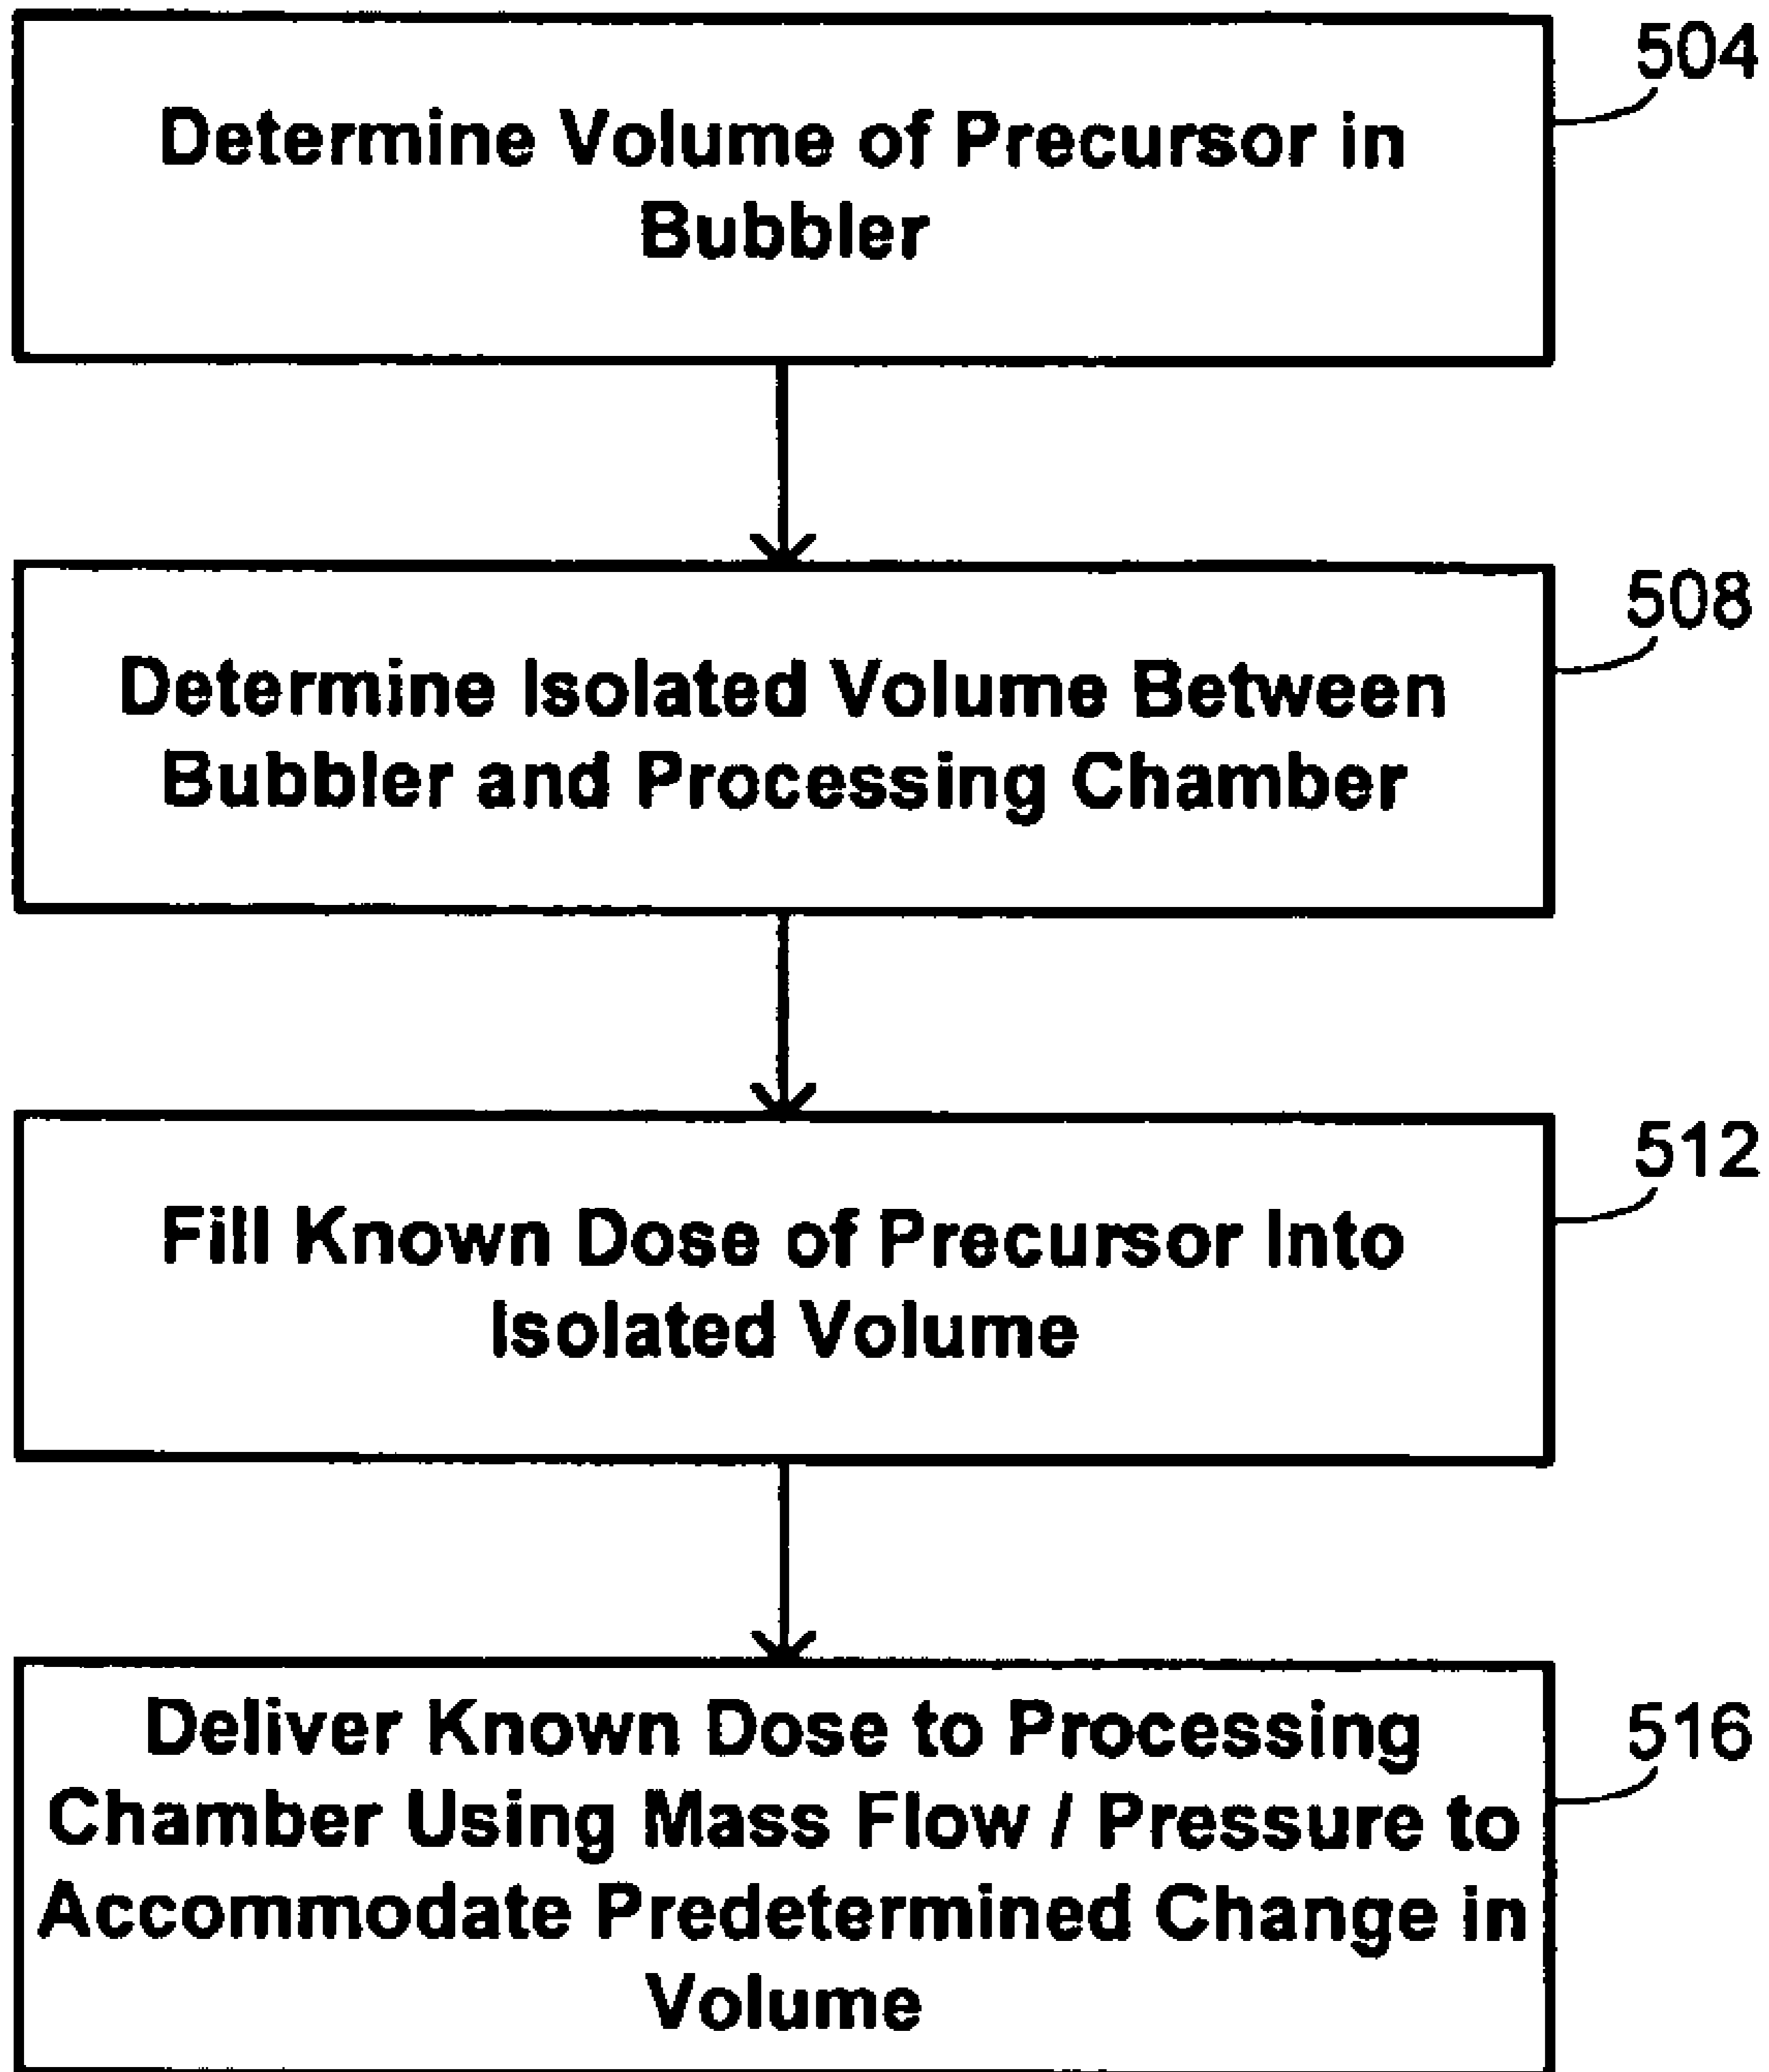 504
Determine Volume of Precursor in
Bubbler
508
Determine Isolated Volume Between
Bubbler and Processing Chamber
512
Fill Known Dose of Precursor Into
Isolated Volume
516
Deliver Known Dose to Processing
Chamber Using Mass Flow / Pressure to
Accommodate Predetermined Change in
Volume